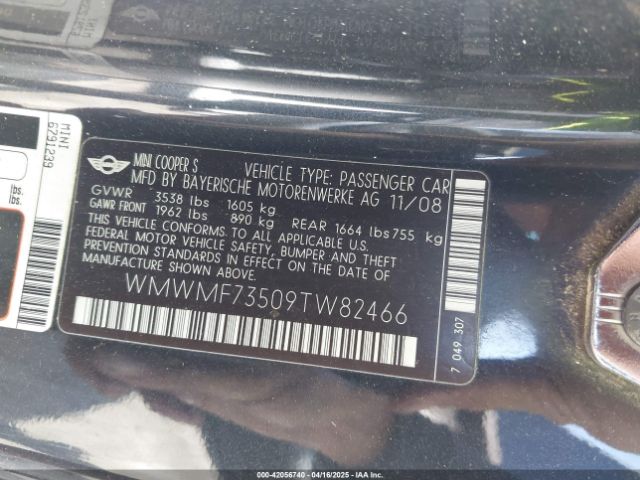 MINI COOPER S VEHICLE TYPE: PASSENGER CAR
MFD BY BAYERISCHE MOTORENWERKE AG 11/08
GVWR 3538 lbs 1605 kg
GAWR FRONT 1962 lbs 890 kg REAR 1664 lbs 755 kg
THIS VEHICLE CONFORMS TO ALL APPLICABLE U.S.
FEDERAL MOTOR VEHICLE SAFETY, BUMPER AND THEFT
PREVENTION STANDARDS IN EFFECT ON THE DATE OF
MANUFACTURE SHOWN ABOVE.
WMWMF73509TW82466
7 049 307
MINI
6791239
lbs.
lbs.
000-42056740 - 04/16/2025 - IAAI.COM